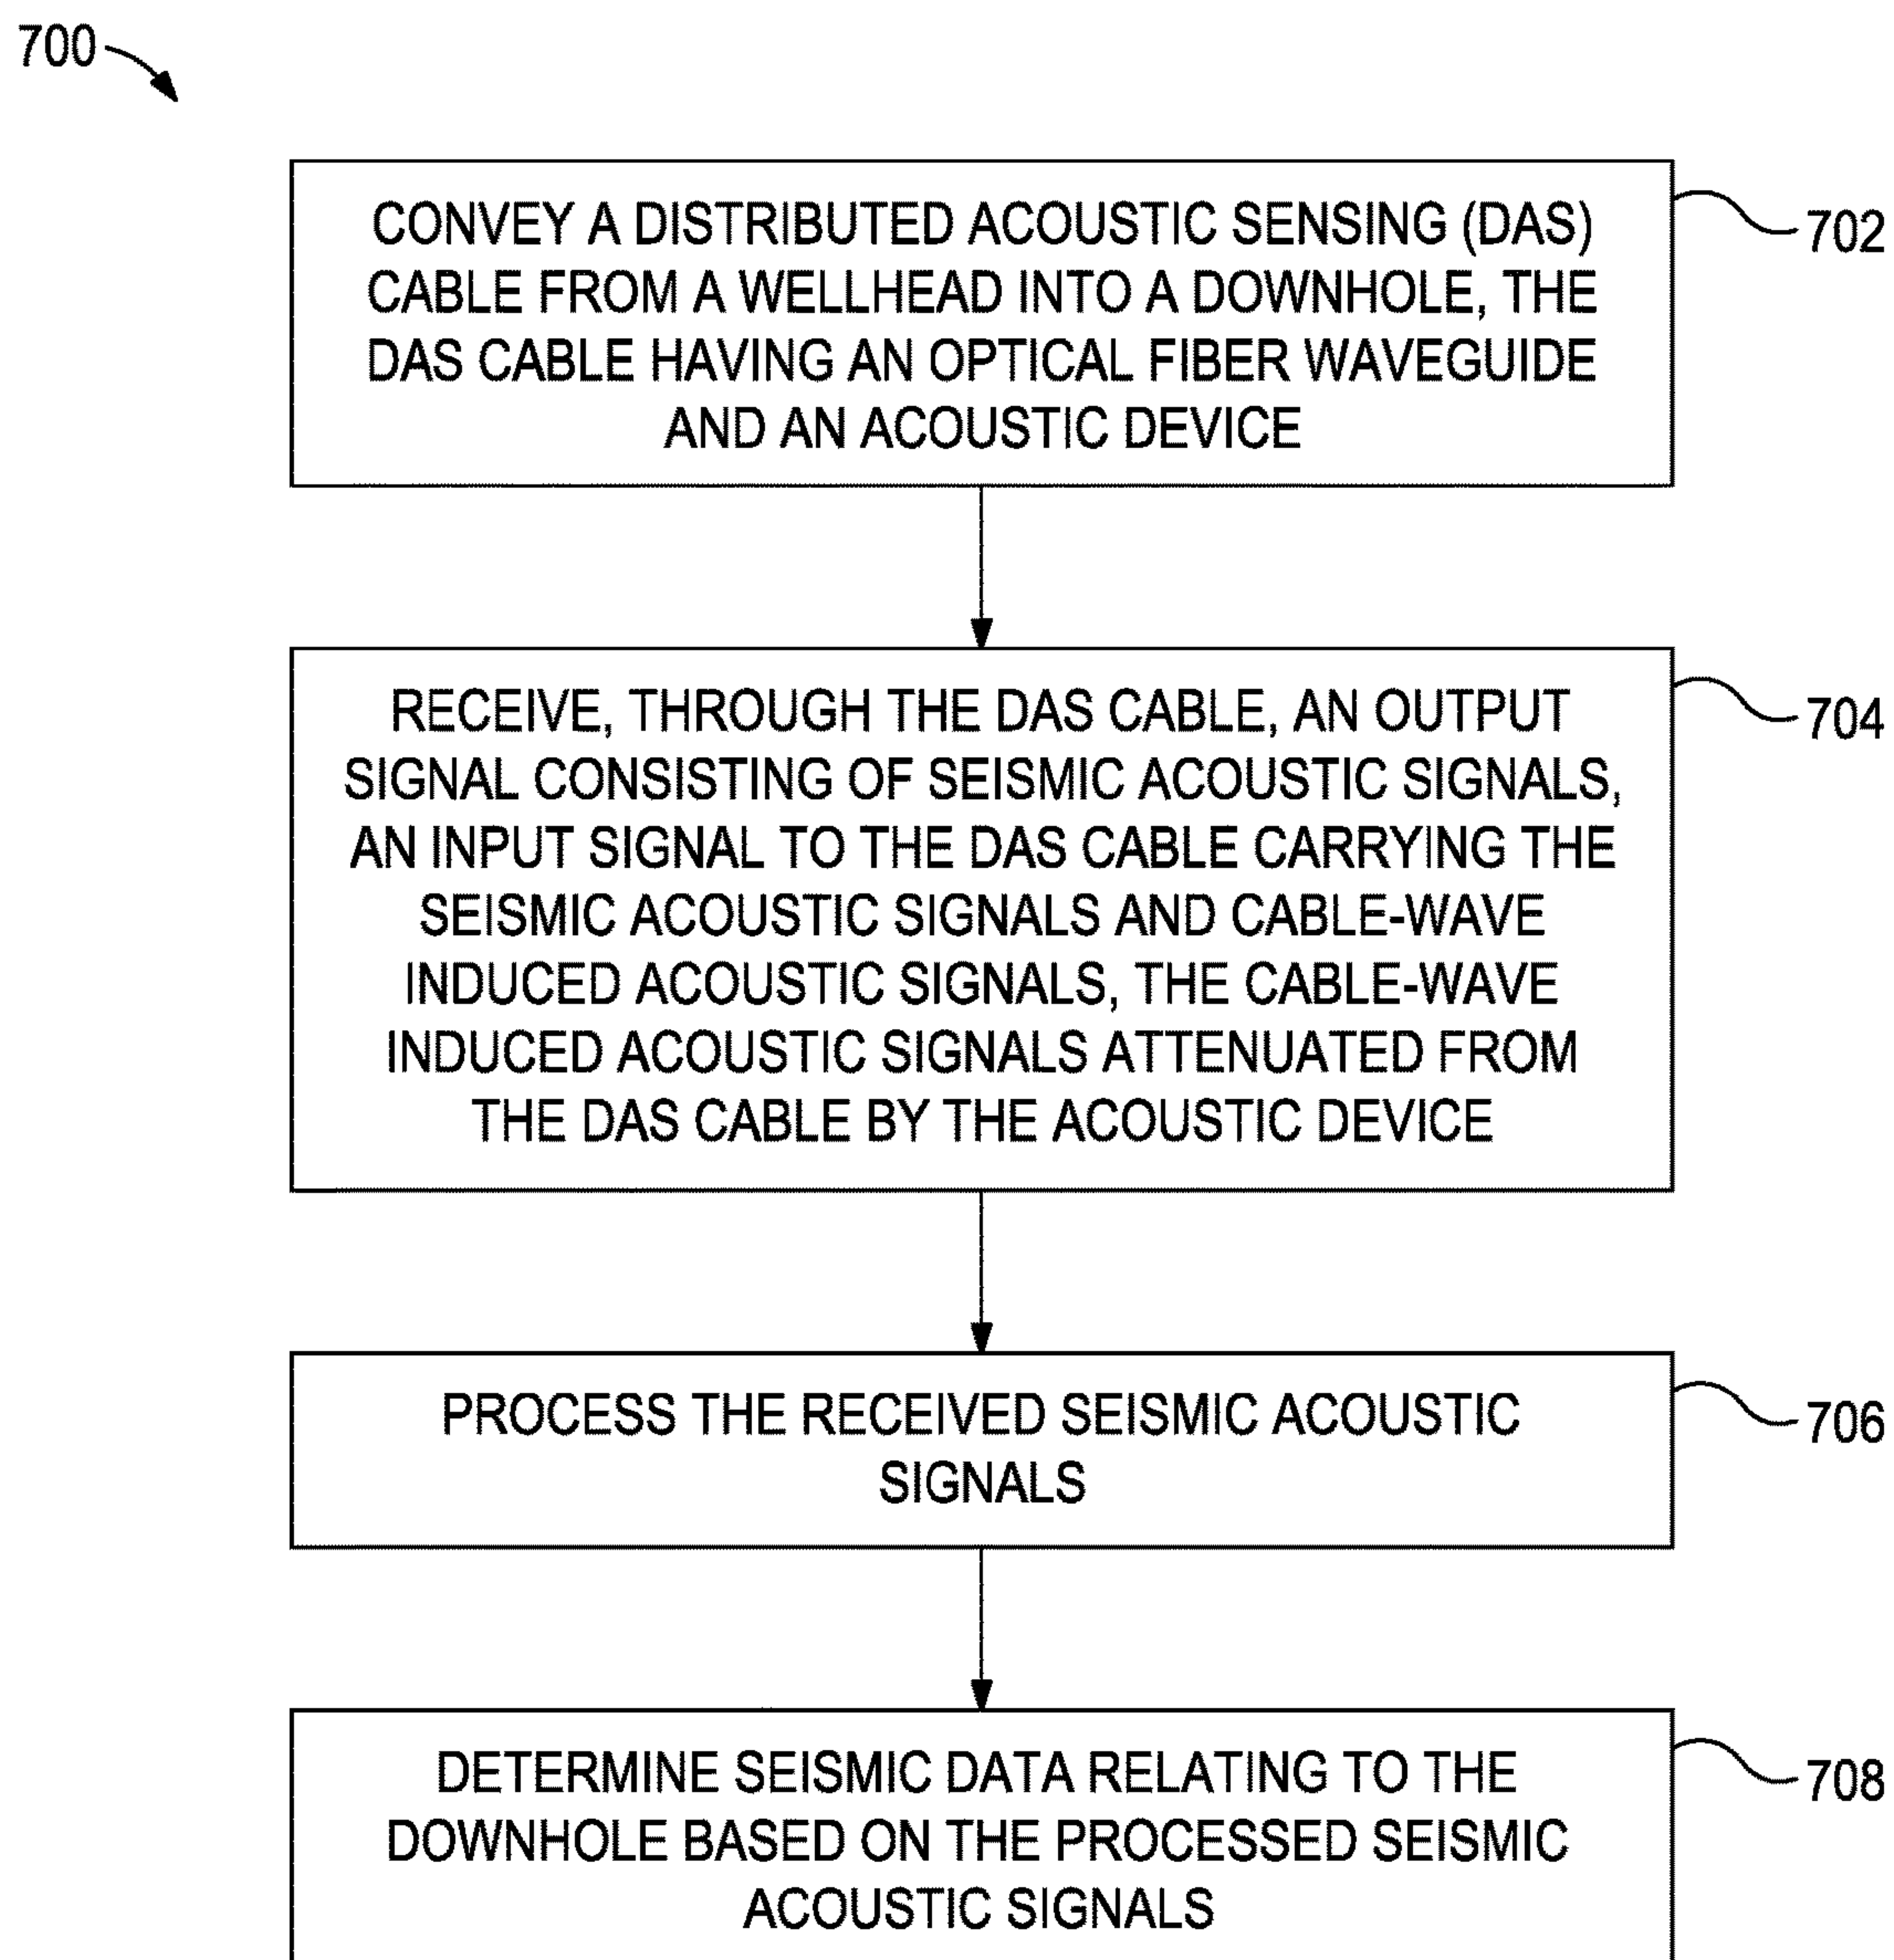 700
CONVEY A DISTRIBUTED ACOUSTIC SENSING (DAS)
CABLE FROM A WELLHEAD INTO A DOWNHOLE, THE
DAS CABLE HAVING AN OPTICAL FIBER WAVEGUIDE
AND AN ACOUSTIC DEVICE
702
RECEIVE, THROUGH THE DAS CABLE, AN OUTPUT
SIGNAL CONSISTING OF SEISMIC ACOUSTIC SIGNALS,
AN INPUT SIGNAL TO THE DAS CABLE CARRYING THE
SEISMIC ACOUSTIC SIGNALS AND CABLE-WAVE
INDUCED ACOUSTIC SIGNALS, THE CABLE-WAVE
INDUCED ACOUSTIC SIGNALS ATTENUATED FROM
THE DAS CABLE BY THE ACOUSTIC DEVICE
704
PROCESS THE RECEIVED SEISMIC ACOUSTIC
SIGNALS
706
DETERMINE SEISMIC DATA RELATING TO THE
DOWNHOLE BASED ON THE PROCESSED SEISMIC
ACOUSTIC SIGNALS
708